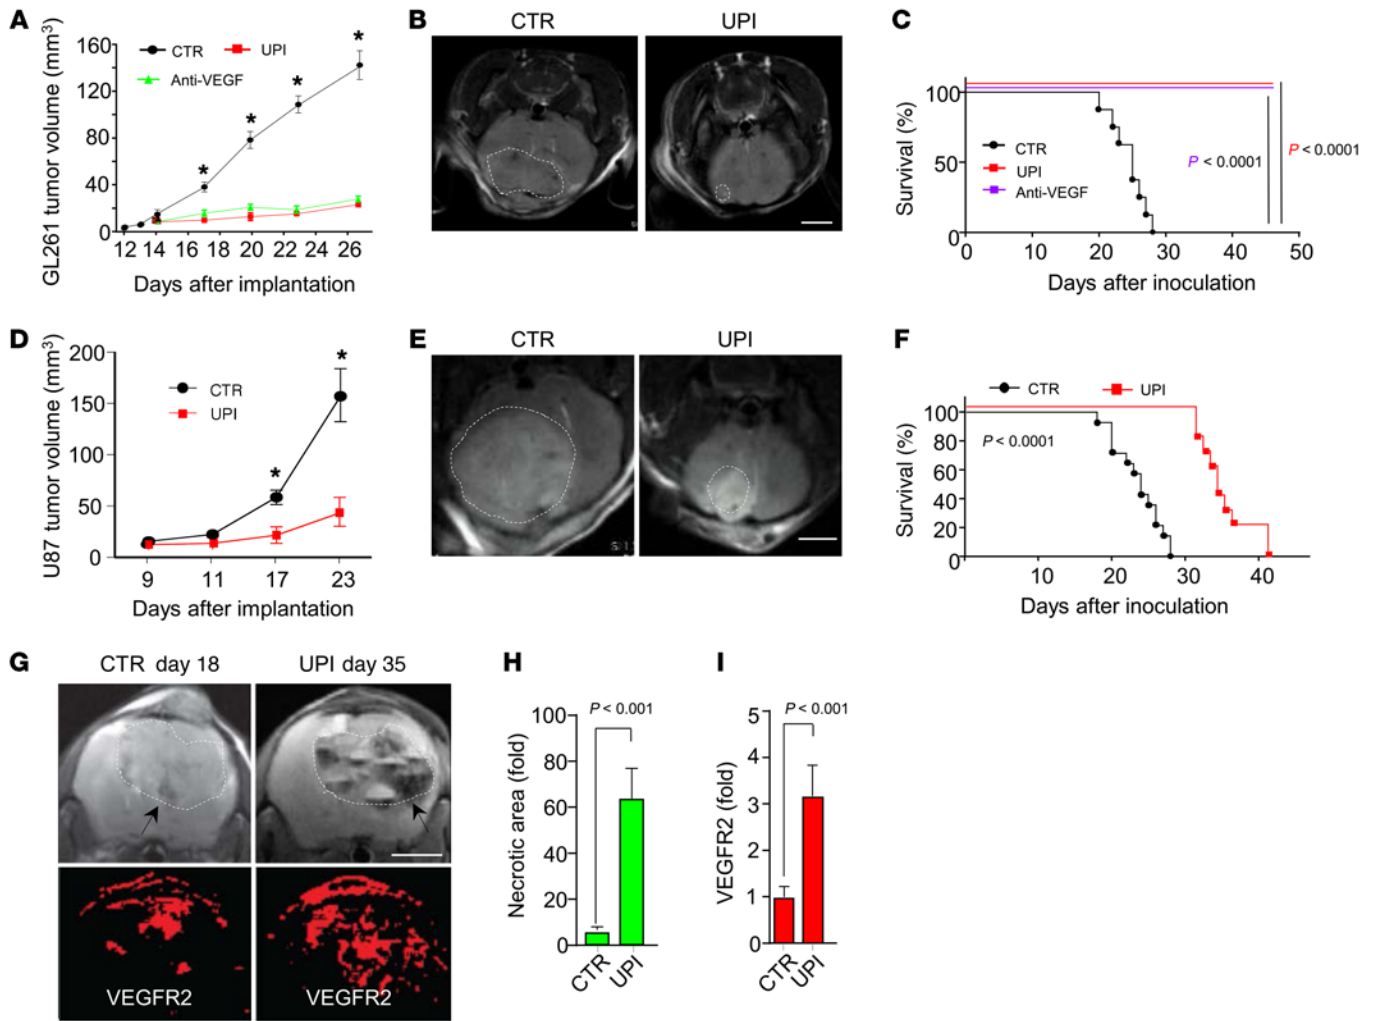 A
GL261 tumor volume (mm³)
160
120
80
40
0
CTR
UPI
Anti-VEGF
*
*
*
*
*
12 14 16 18 20 22 24 26
Days after implantation
B
CTR
UPI
C
Survival (%)
100
50
0
CTR
UPI
Anti-VEGF
P < 0.0001
P < 0.0001
0 10 20 30 40 50
Days after inoculation
D
U87 tumor volume (mm³)
200
150
100
50
0
CTR
UPI
*
*
9 11 17 23
Days after implantation
E
CTR
UPI
F
CTR
UPI
Survival (%)
100
80
60
40
20
0
P < 0.0001
10 20 30 40
Days after inoculation
G
CTR day 18
UPI day 35
VEGFR2
VEGFR2
H
Necrotic area (fold)
100
80
60
40
20
0
P < 0.001
CTR
UPI
I
VEGFR2 (fold)
5
4
3
2
1
0
P < 0.001
CTR
UPI